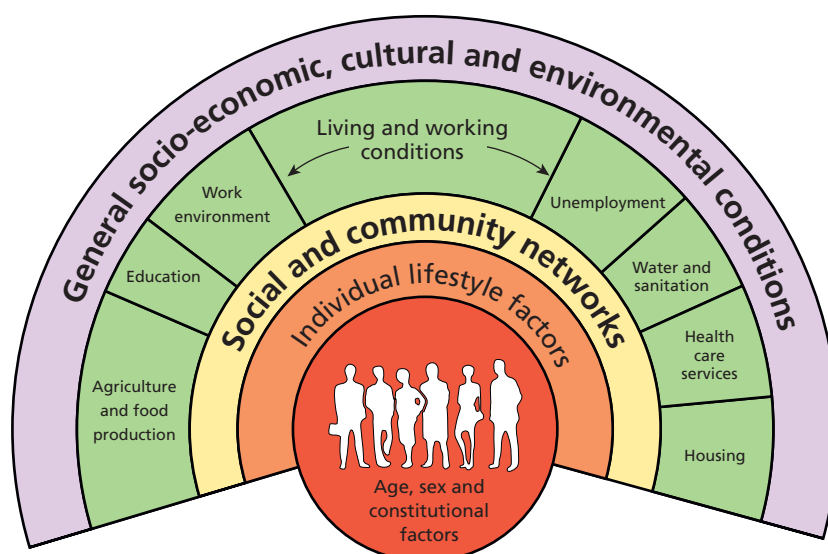 General socio-economic, cultural and environmental conditions
Living and working
conditions
Work
environment
Unemployment
Education
Water and
sanitation
Agriculture
and food
production
Health
care
services
Housing
Social and community networks
Individual lifestyle factors
Age, sex and
constitutional
factors